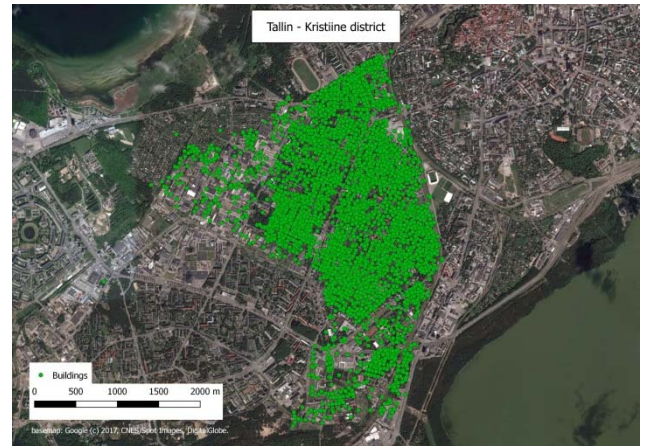 Tallin - Kristiine district
Buildings
0 500 1000 1500 2000 m
basemap: Google (c) 2017, CNES/Spot Images, DigitalGlobe.